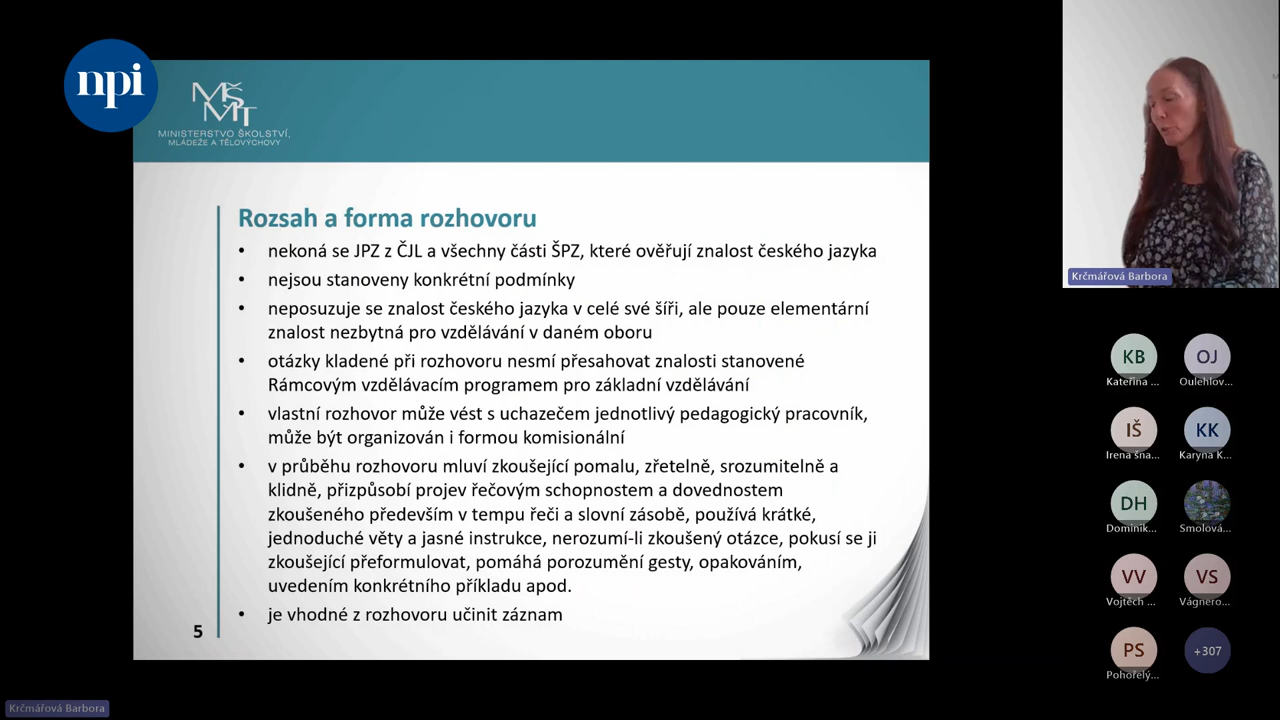 npi
MŠMT
MINISTERSTVO ŠKOLSTVÍ,
MLÁDEŽE A TĚLOVÝCHOVY
Rozsah a forma rozhovoru
• nekoná se JPZ z ČJL a všechny části ŠPZ, které ověřují znalost českého jazyka
• nejsou stanoveny konkrétní podmínky
• neposuzuje se znalost českého jazyka v celé své šíři, ale pouze elementární
znalost nezbytná pro vzdělávání v daném oboru
• otázky kladené při rozhovoru nesmí přesahovat znalosti stanovené
Rámcovým vzdělávacím programem pro základní vzdělávání
• vlastní rozhovor může vést s uchazečem jednotlivý pedagogický pracovník,
může být organizován i formou komisionální
• v průběhu rozhovoru mluví zkoušející pomalu, zřetelně, srozumitelně a
klidně, přizpůsobí projev řečovým schopnostem a dovednostem
zkoušeného především v tempu řeči a slovní zásobě, používá krátké,
jednoduché věty a jasné instrukce, nerozumí-li zkoušený otázce, pokusí se ji
zkoušející přeformulovat, pomáhá porozumění gesty, opakováním,
uvedením konkrétního příkladu apod.
• je vhodné z rozhovoru učinit záznam
5
Krčmářová Barbora
KB
OJ
Kateřina ...
Oulehlov...
IŠ
KK
Irena šna...
Karyna K...
DH
Dominik...
Smolová...
VV
VS
Vojtěch ...
Vágnero...
PS
+307
Pohořelý...
Krčmářová Barbora